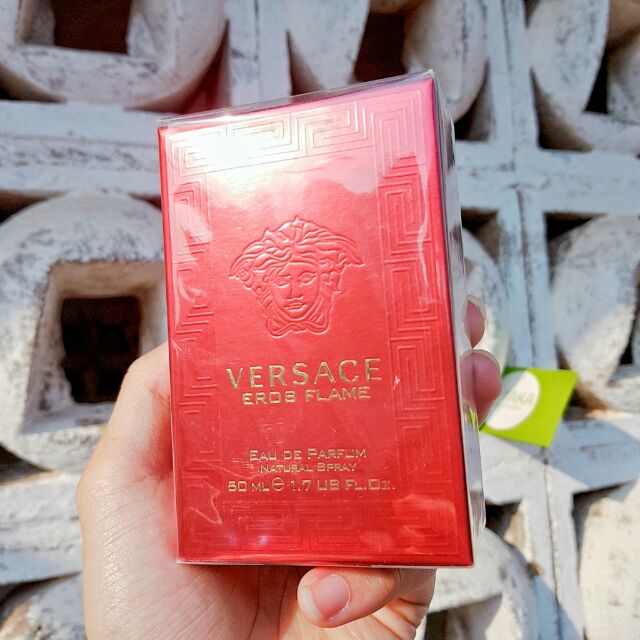 VERSACE
EROS FLAME
EAU DE PARFUM
NATURAL SPRAY
50 ML ℮ 1.7 US FL.OZ.